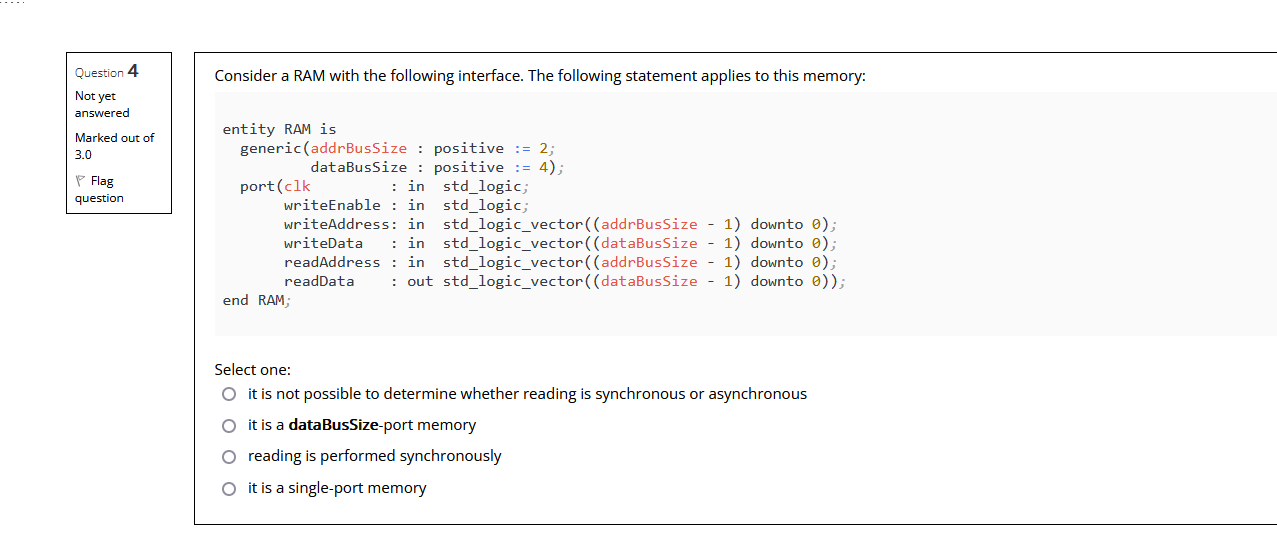 Question 4
Not yet
answered
Marked out of
3.0
Flag
question
Consider a RAM with the following interface. The following statement applies to this memory:
entity RAM is
  generic(addrBusSize : positive := 2;
          dataBusSize : positive := 4);
  port(clk         : in  std_logic;
       writeEnable : in  std_logic;
       writeAddress: in  std_logic_vector((addrBusSize - 1) downto 0);
       writeData   : in  std_logic_vector((dataBusSize - 1) downto 0);
       readAddress : in  std_logic_vector((addrBusSize - 1) downto 0);
       readData    : out std_logic_vector((dataBusSize - 1) downto 0));
end RAM;
Select one:
it is not possible to determine whether reading is synchronous or asynchronous
it is a dataBusSize-port memory
reading is performed synchronously
it is a single-port memory